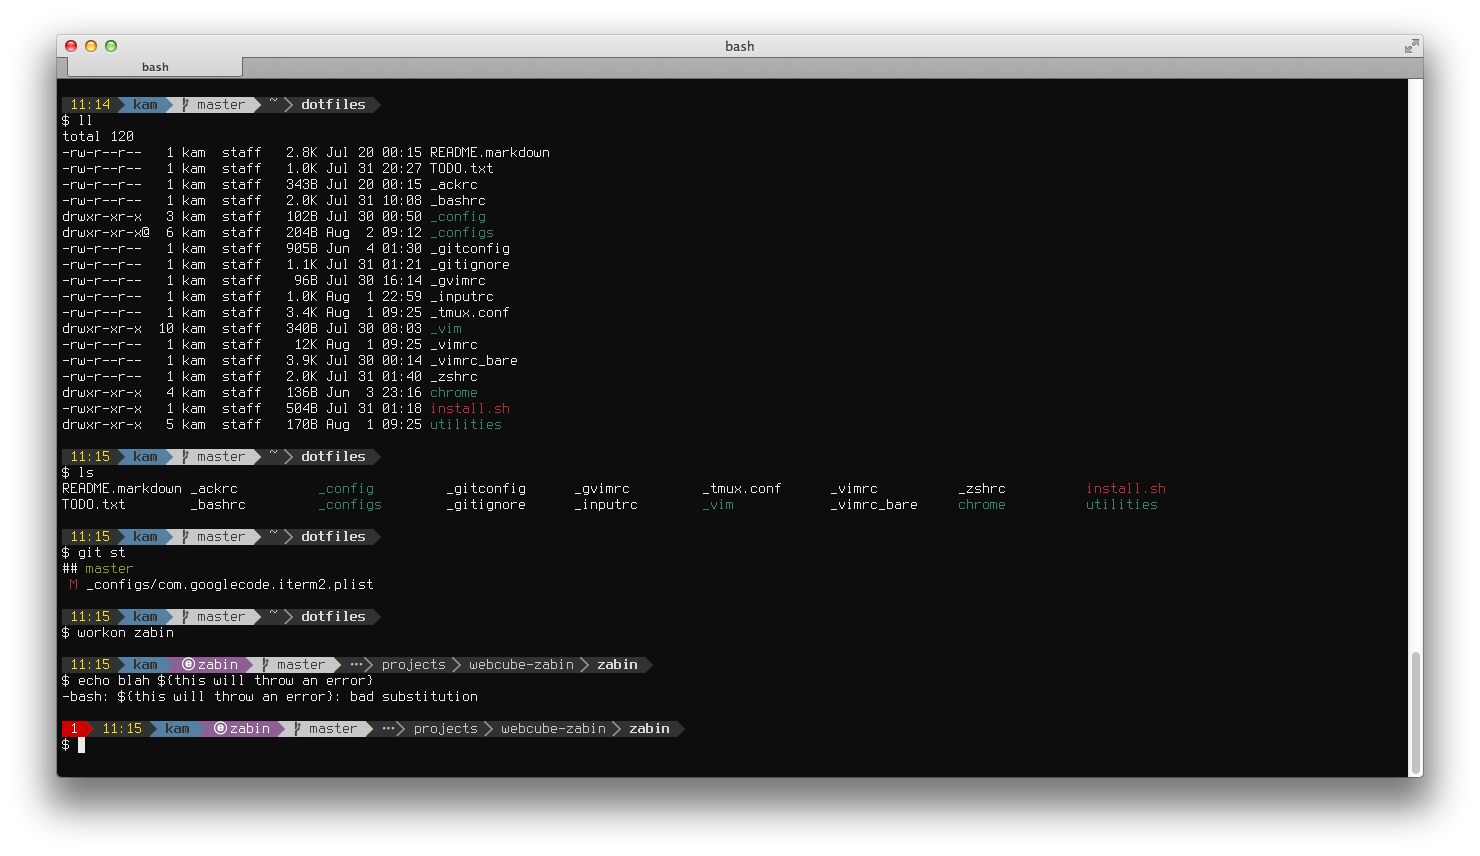 bash
bash
11:14 kam master ~ dotfiles
$ ll
total 120
-rw-r--r-- 1 kam staff 2.8K Jul 20 00:15 README.markdown
-rw-r--r-- 1 kam staff 1.0K Jul 31 20:27 TODO.txt
-rw-r--r-- 1 kam staff 343B Jul 20 00:15 _ackrc
-rw-r--r-- 1 kam staff 2.0K Jul 31 10:08 _bashrc
drwxr-xr-x 3 kam staff 102B Jul 30 00:50 _config
drwxr-xr-x@ 6 kam staff 204B Aug 2 09:12 _configs
-rw-r--r-- 1 kam staff 905B Jun 4 01:30 _gitconfig
-rw-r--r-- 1 kam staff 1.1K Jul 31 01:21 _gitignore
-rw-r--r-- 1 kam staff 96B Jul 30 16:14 _gvimrc
-rw-r--r-- 1 kam staff 1.0K Aug 1 22:59 _inputrc
-rw-r--r-- 1 kam staff 3.4K Aug 1 09:25 _tmux.conf
drwxr-xr-x 10 kam staff 340B Jul 30 08:03 _vim
-rw-r--r-- 1 kam staff 12K Aug 1 09:25 _vimrc
-rw-r--r-- 1 kam staff 3.9K Jul 30 00:14 _vimrc_bare
-rw-r--r-- 1 kam staff 2.0K Jul 31 01:40 _zshrc
drwxr-xr-x 4 kam staff 136B Jun 3 23:16 chrome
-rwxr-xr-x 1 kam staff 504B Jul 31 01:18 install.sh
drwxr-xr-x 5 kam staff 170B Aug 1 09:25 utilities
11:15 kam master ~ dotfiles
$ ls
README.markdown _ackrc _config _gitconfig _gvimrc _tmux.conf _vimrc _zshrc install.sh
TODO.txt _bashrc _configs _gitignore _inputrc _vim _vimrc_bare chrome utilities
11:15 kam master ~ dotfiles
$ git st
## master
M _configs/com.googlecode.iterm2.plist
11:15 kam master ~ dotfiles
$ workon zabin
11:15 kam ⓔ zabin master ⋯ projects webcube-zabin zabin
$ echo blah ${this will throw an error}
-bash: ${this will throw an error}: bad substitution
1 11:15 kam ⓔ zabin master ⋯ projects webcube-zabin zabin
$